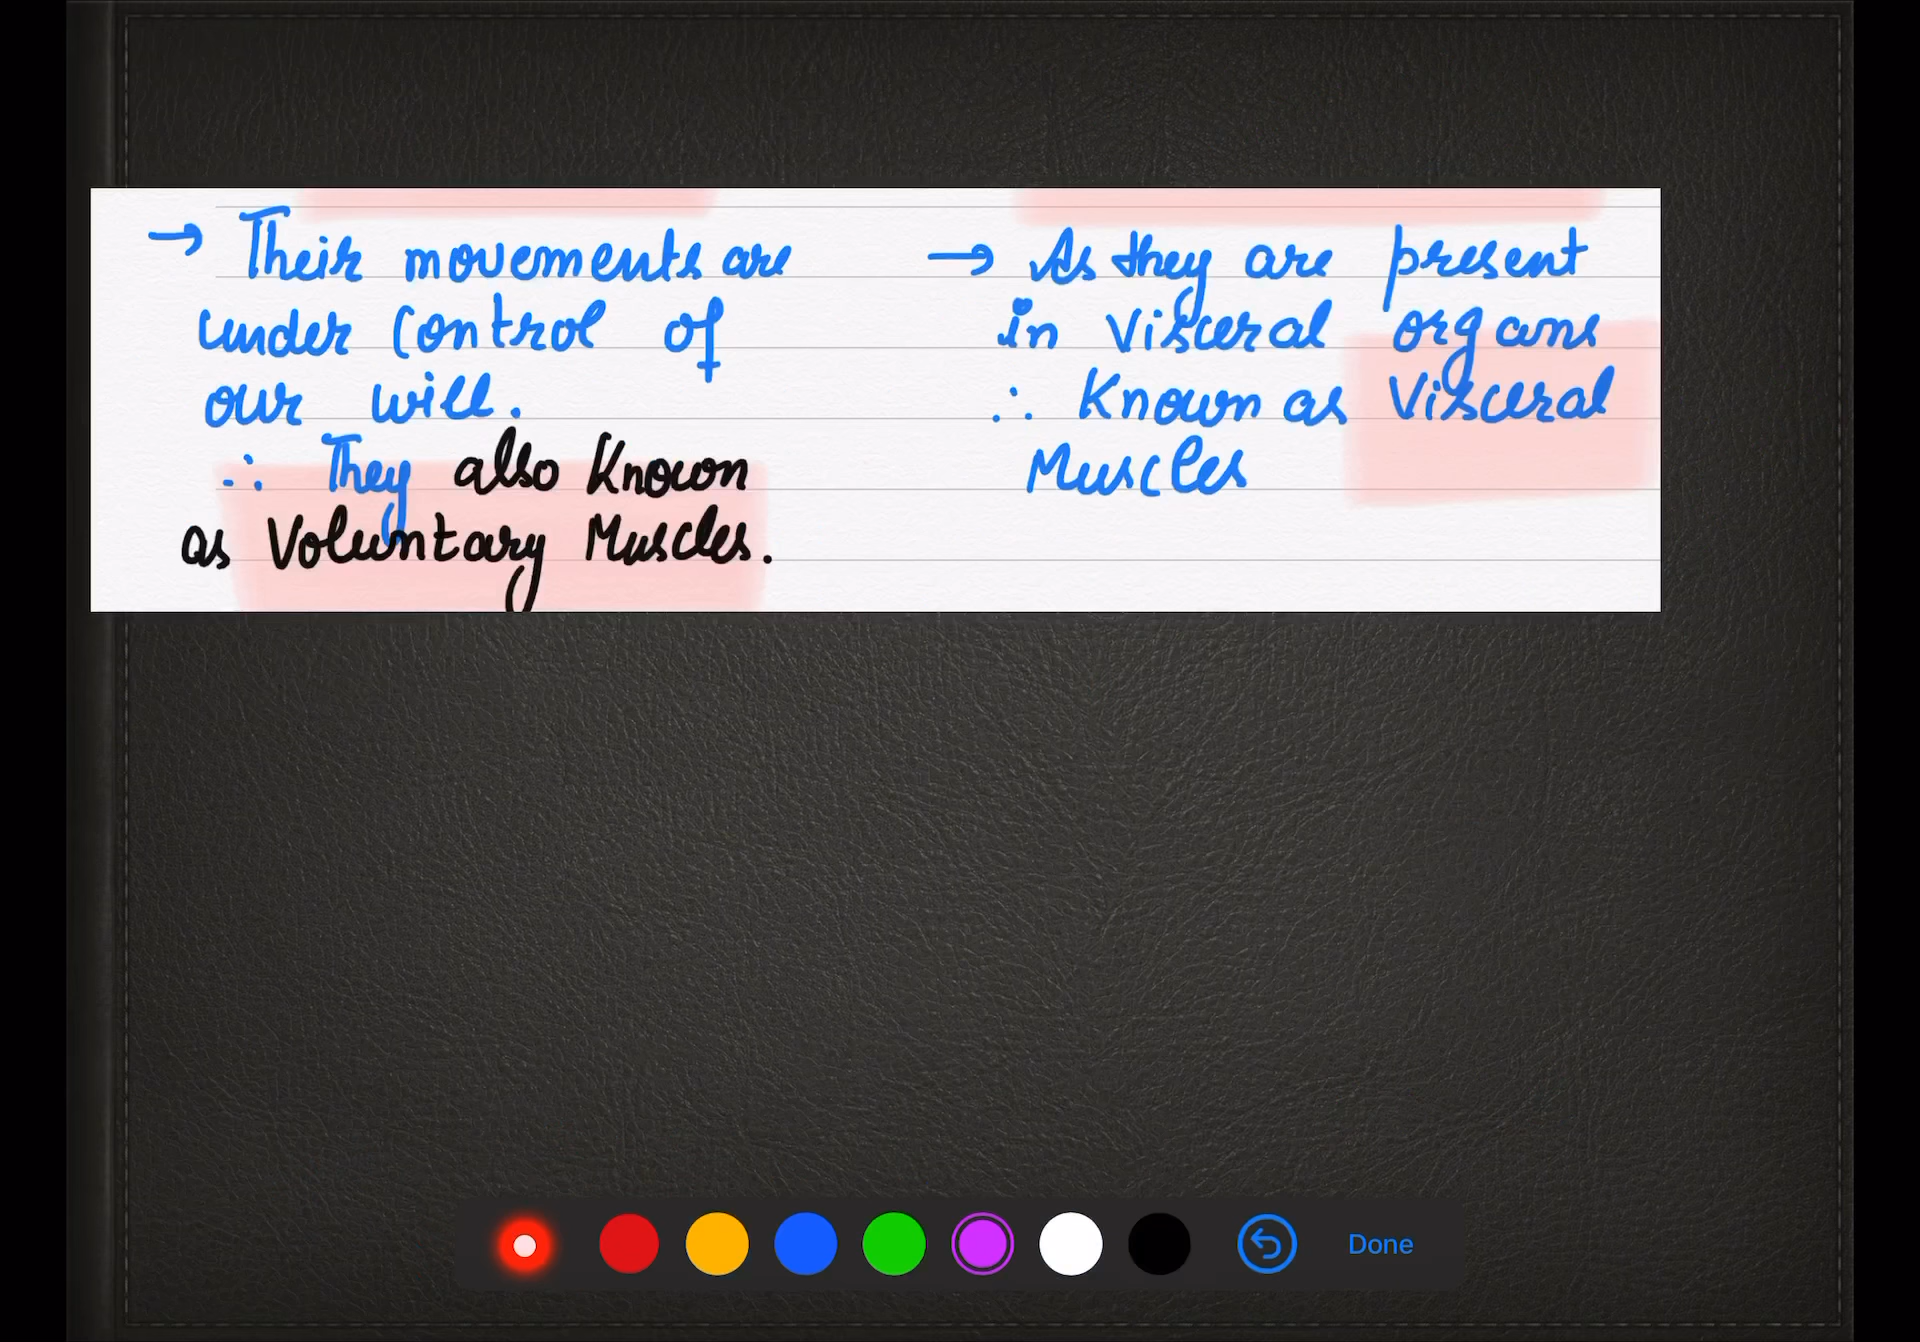 → Their movements are
under control of
our will.
∴ They also known
as Voluntary Muscles.
→ As they are present
in visceral organs
∴ Known as Visceral
Muscles
Done